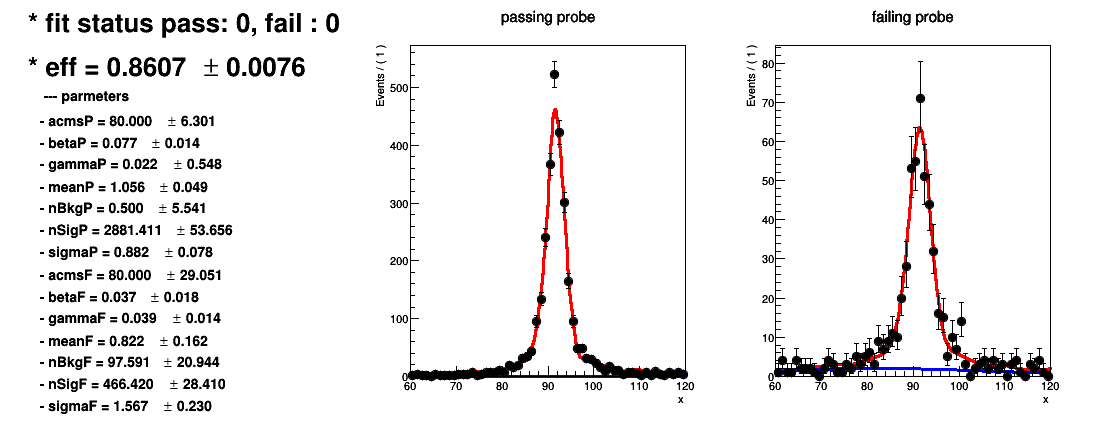 * fit status pass: 0, fail : 0
* eff = 0.8607 ± 0.0076
--- parmeters
- acmsP = 80.000 ± 6.301
- betaP = 0.077 ± 0.014
- gammaP = 0.022 ± 0.548
- meanP = 1.056 ± 0.049
- nBkgP = 0.500 ± 5.541
- nSigP = 2881.411 ± 53.656
- sigmaP = 0.882 ± 0.078
- acmsF = 80.000 ± 29.051
- betaF = 0.037 ± 0.018
- gammaF = 0.039 ± 0.014
- meanF = 0.822 ± 0.162
- nBkgF = 97.591 ± 20.944
- nSigF = 466.420 ± 28.410
- sigmaF = 1.567 ± 0.230
passing probe
Events / ( 1 )
500
400
300
200
100
0
60 70 80 90 100 110 120
x
failing probe
Events / ( 1 )
80
70
60
50
40
30
20
10
0
60 70 80 90 100 110 120
x